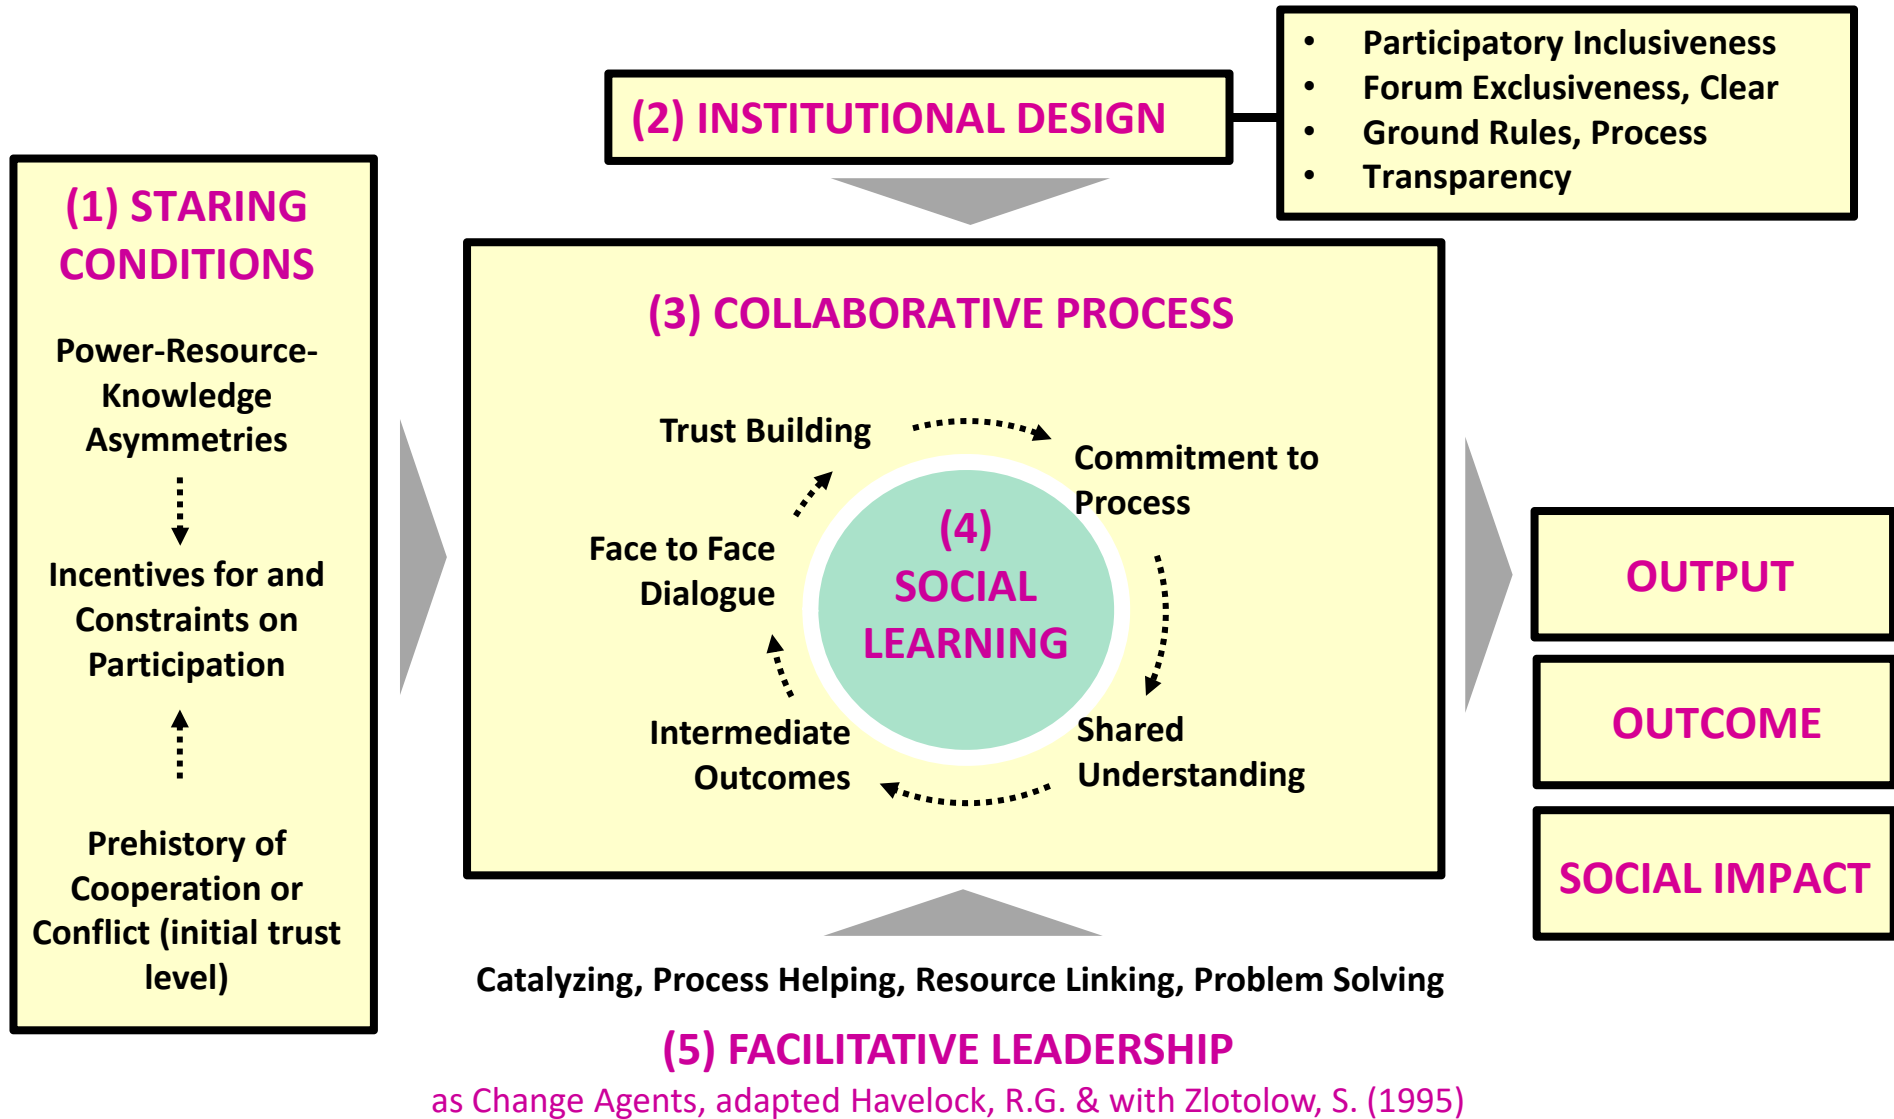 • Participatory Inclusiveness
• Forum Exclusiveness, Clear
• Ground Rules, Process
• Transparency
(2) INSTITUTIONAL DESIGN
(1) STARING
CONDITIONS
Power-Resource-
Knowledge
Asymmetries
Incentives for and
Constraints on
Participation
Prehistory of
Cooperation or
Conflict (initial trust
level)
(3) COLLABORATIVE PROCESS
Trust Building
Commitment to
Process
Face to Face
Dialogue
(4)
SOCIAL
LEARNING
Intermediate
Outcomes
Shared
Understanding
OUTPUT
OUTCOME
SOCIAL IMPACT
Catalyzing, Process Helping, Resource Linking, Problem Solving
(5) FACILITATIVE LEADERSHIP
as Change Agents, adapted Havelock, R.G. & with Zlotolow, S. (1995)